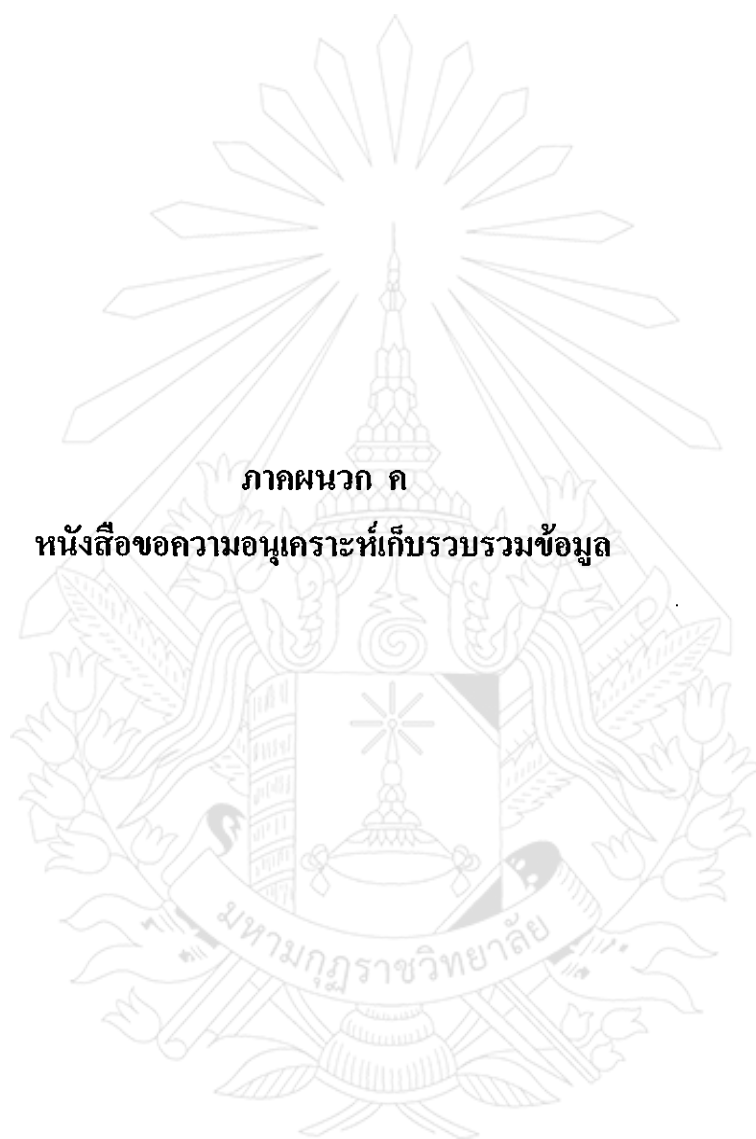 ภาคผนวก ค
หนังสือขอความอนุเคราะห์เก็บรวบรวมข้อมูล
มหามกุฏราชวิทยาลัย